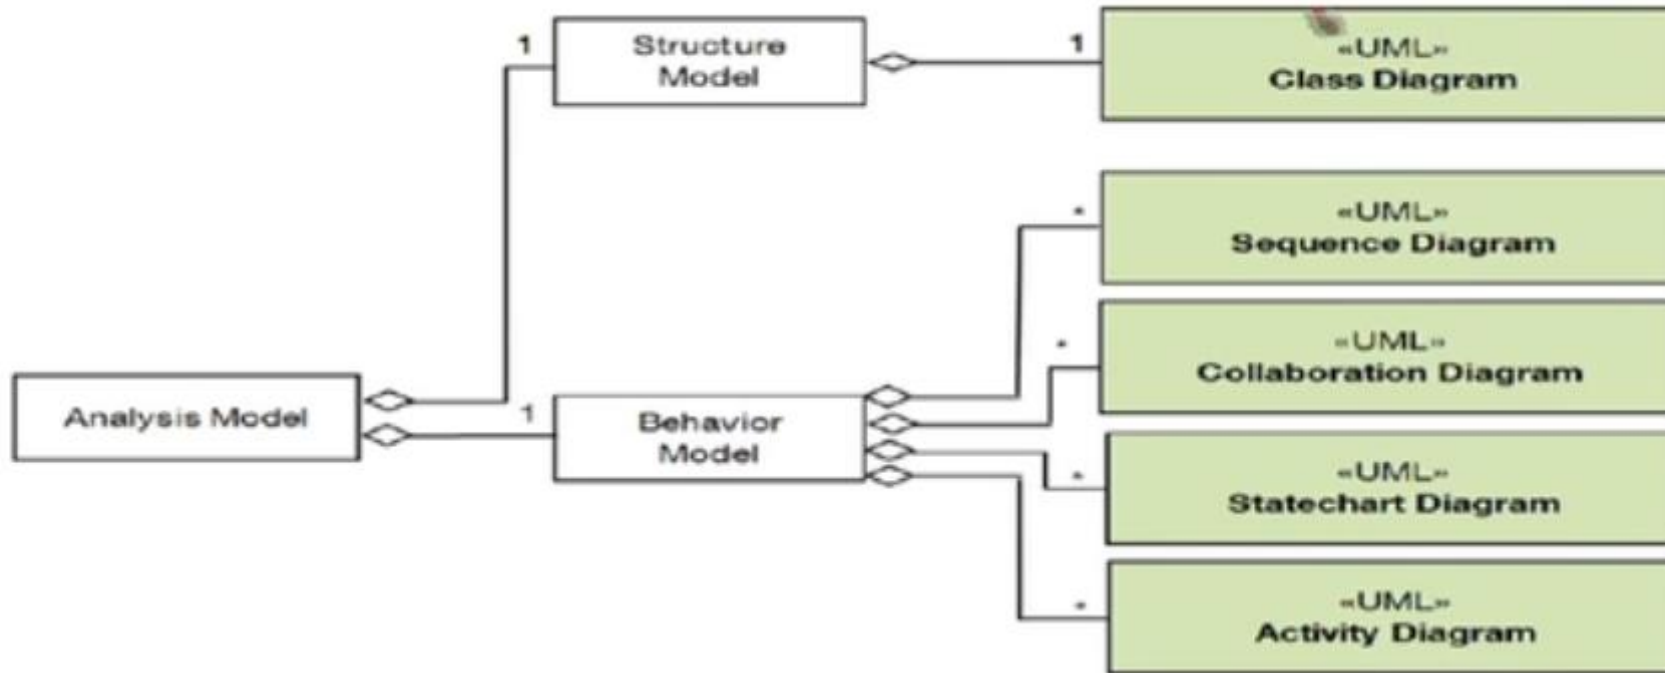 1
Structure
Model
1
«UML»
Class Diagram
*
«UML»
Sequence Diagram
*
«UML»
Collaboration Diagram
Analysis Model
1
Behavior
Model
*
«UML»
Statechart Diagram
*
«UML»
Activity Diagram